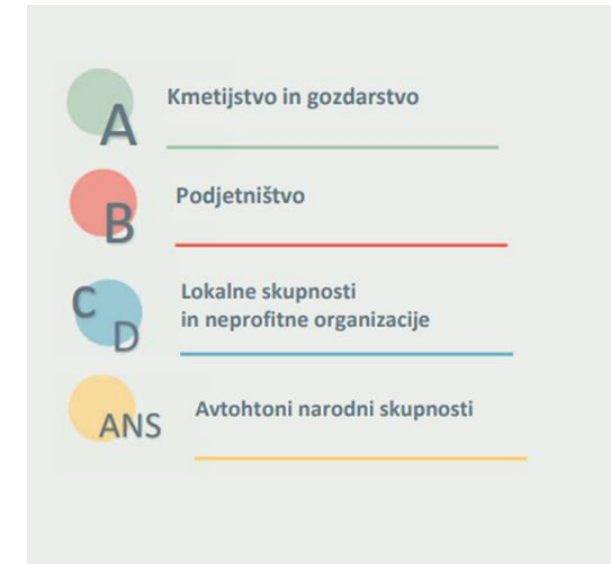 A
Kmetijstvo in gozdarstvo
B
Podjetništvo
C
D
Lokalne skupnosti
in neprofitne organizacije
ANS
Avtohtoni narodni skupnosti